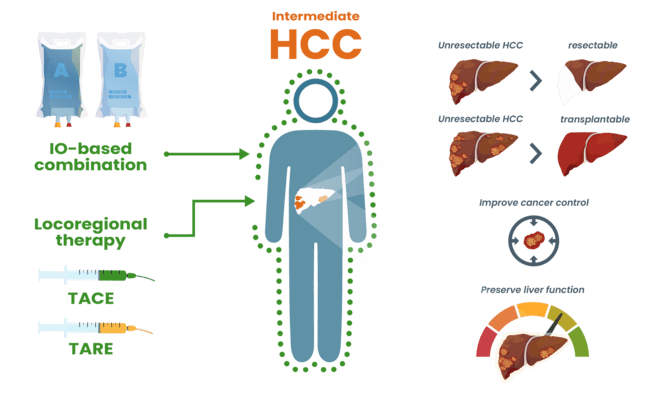 Intermediate
HCC
A
B
IO-based
combination
Locoregional
therapy
TACE
TARE
Unresectable HCC
resectable
Unresectable HCC
transplantable
Improve cancer control
Preserve liver function